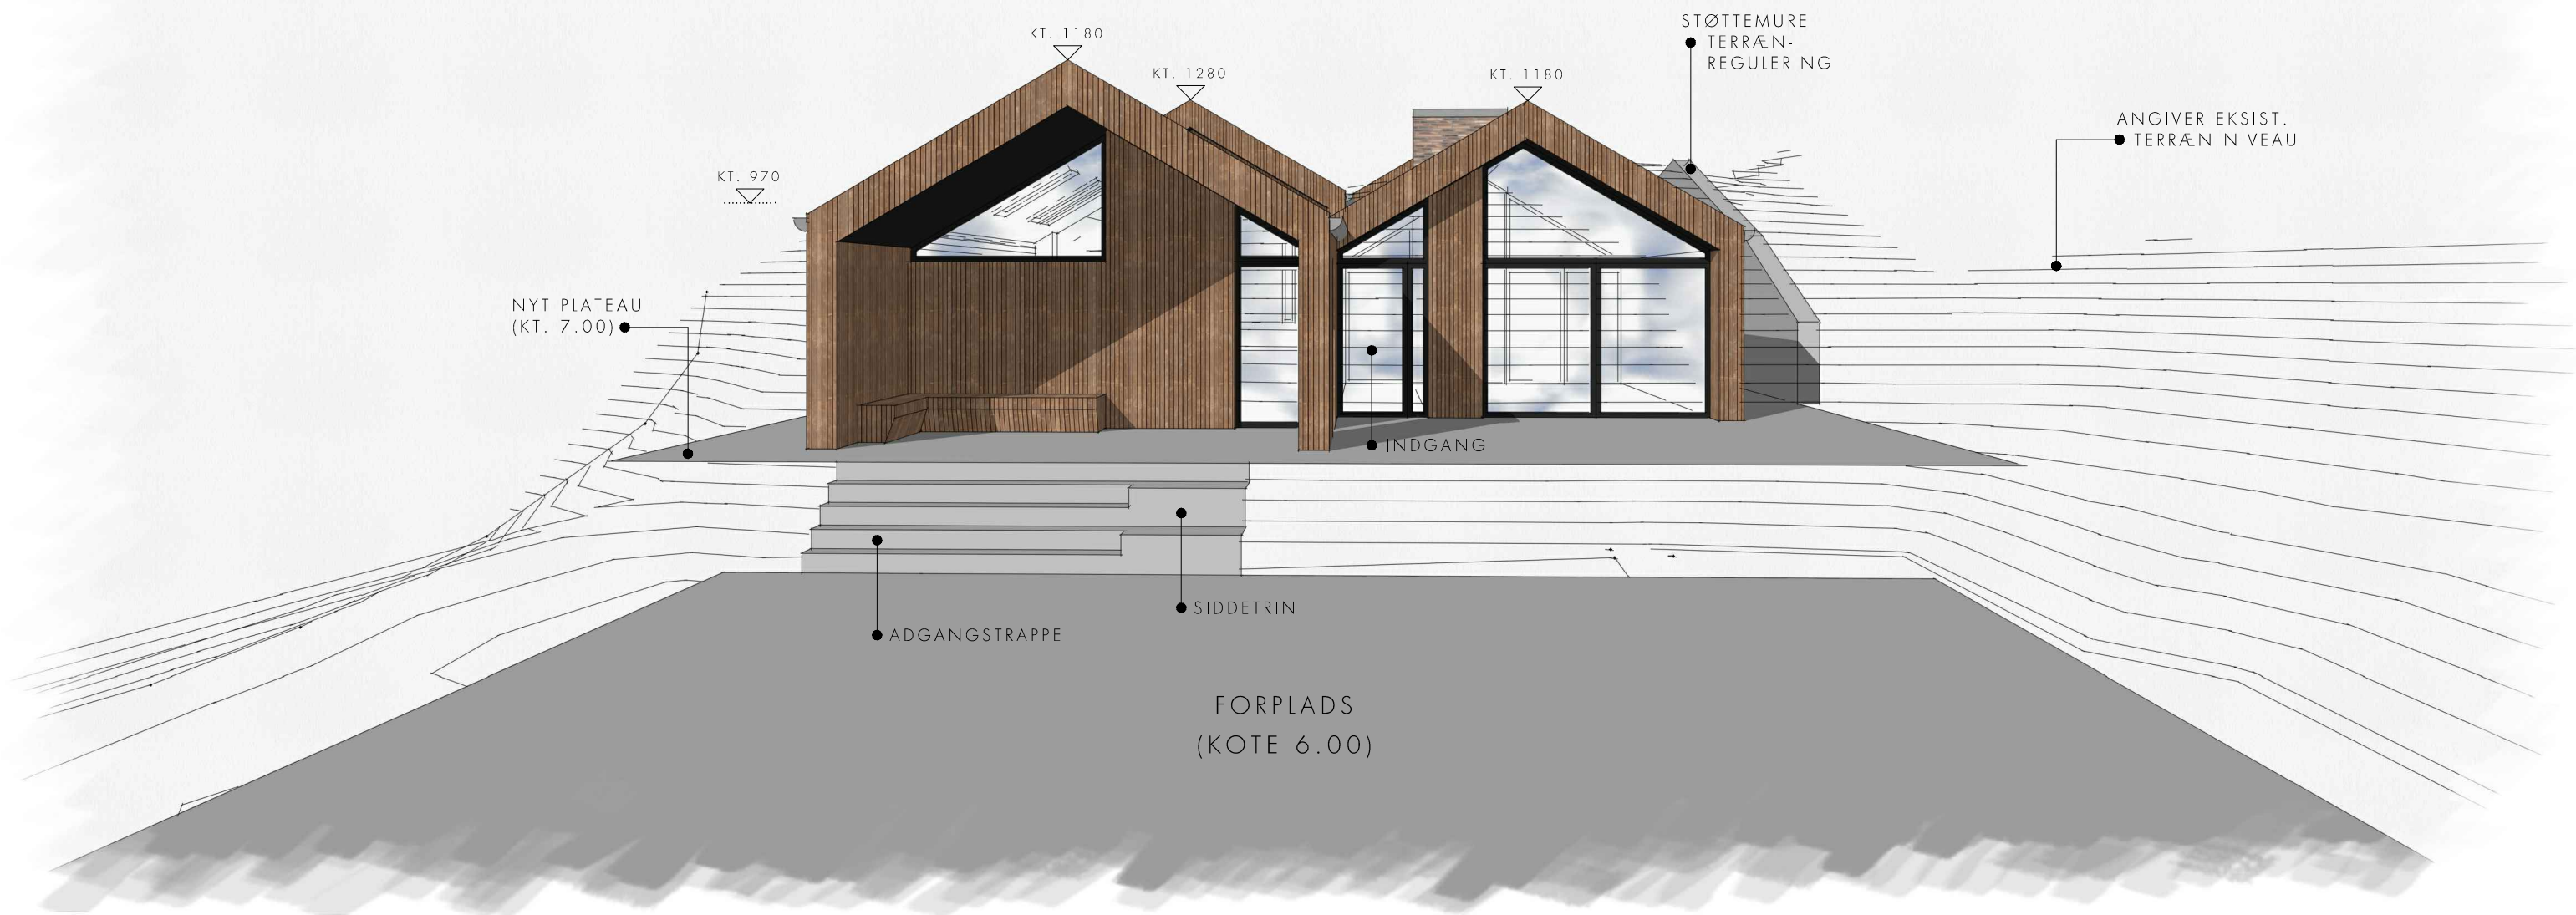 STØTTEMURE
TERRÆN-
REGULERING
KT. 1180
KT. 1280
KT. 1180
ANGIVER EKSIST.
TERRÆN NIVEAU
KT. 970
NYT PLATEAU
(KT. 7.00)
INDGANG
SIDDETRIN
ADGANGSTRAPPE
FORPLADS
(KOTE 6.00)